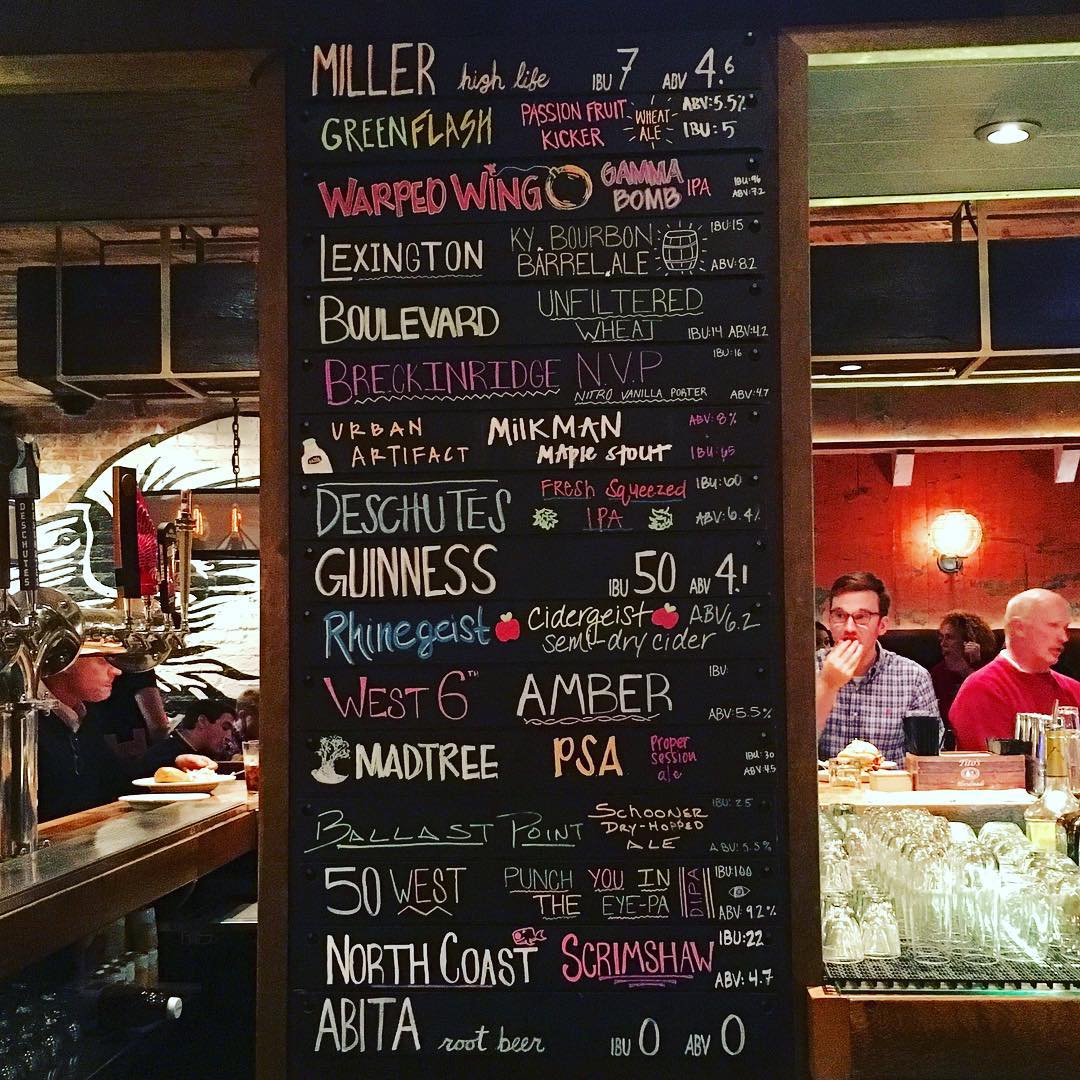 MILLER high life IBU 7 ABV 4.6
GREEN FLASH PASSION FRUIT KICKER WHEAT ALE ABV:5.5% IBU:5
WARPED WING GAMMA BOMB IPA IBU:96 ABV:7.2
LEXINGTON KY. BOURBON BARREL ALE IBU:15 ABV:8.2
BOULEVARD UNFILTERED WHEAT IBU:14 ABV:4.2
BRECKINRIDGE N.V.P NITRO VANILLA PORTER IBU:16 ABV:4.7
URBAN ARTIFACT MILKMAN MAPLE STOUT ABV:8% IBU:65
DESCHUTES FRESH SQUEEZED IPA IBU:60 ABV:6.4%
GUINNESS IBU 50 ABV 4.1
Rhinegeist Cidergeist semi-dry cider ABV 6.2
WEST 6TH AMBER IBU: ABV:5.5%
MADTREE PSA Proper session ale IBU:30 ABV:4.5
BALLAST POINT SCHOONER DRY-HOPPED ALE IBU:25 ABU:5.5%
50 WEST PUNCH YOU IN THE EYE-PA DIIPA IBU:100 ABV:9.2%
NORTH COAST SCRIMSHAW IBU:22 ABV:4.7
ABITA root beer IBU 0 ABV 0
DESCHUTES
Tito's